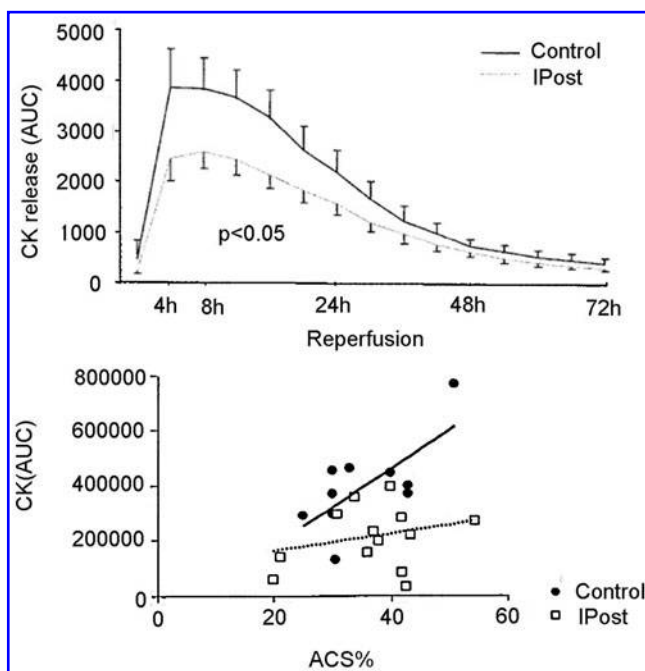 5000
4000
3000
2000
1000
0
CK release (AUC)
Control
IPost
p<0.05
4h 8h 24h 48h 72h
Reperfusion
800000
600000
400000
200000
0
CK(AUC)
0 20 40 60
ACS%
Control
IPost